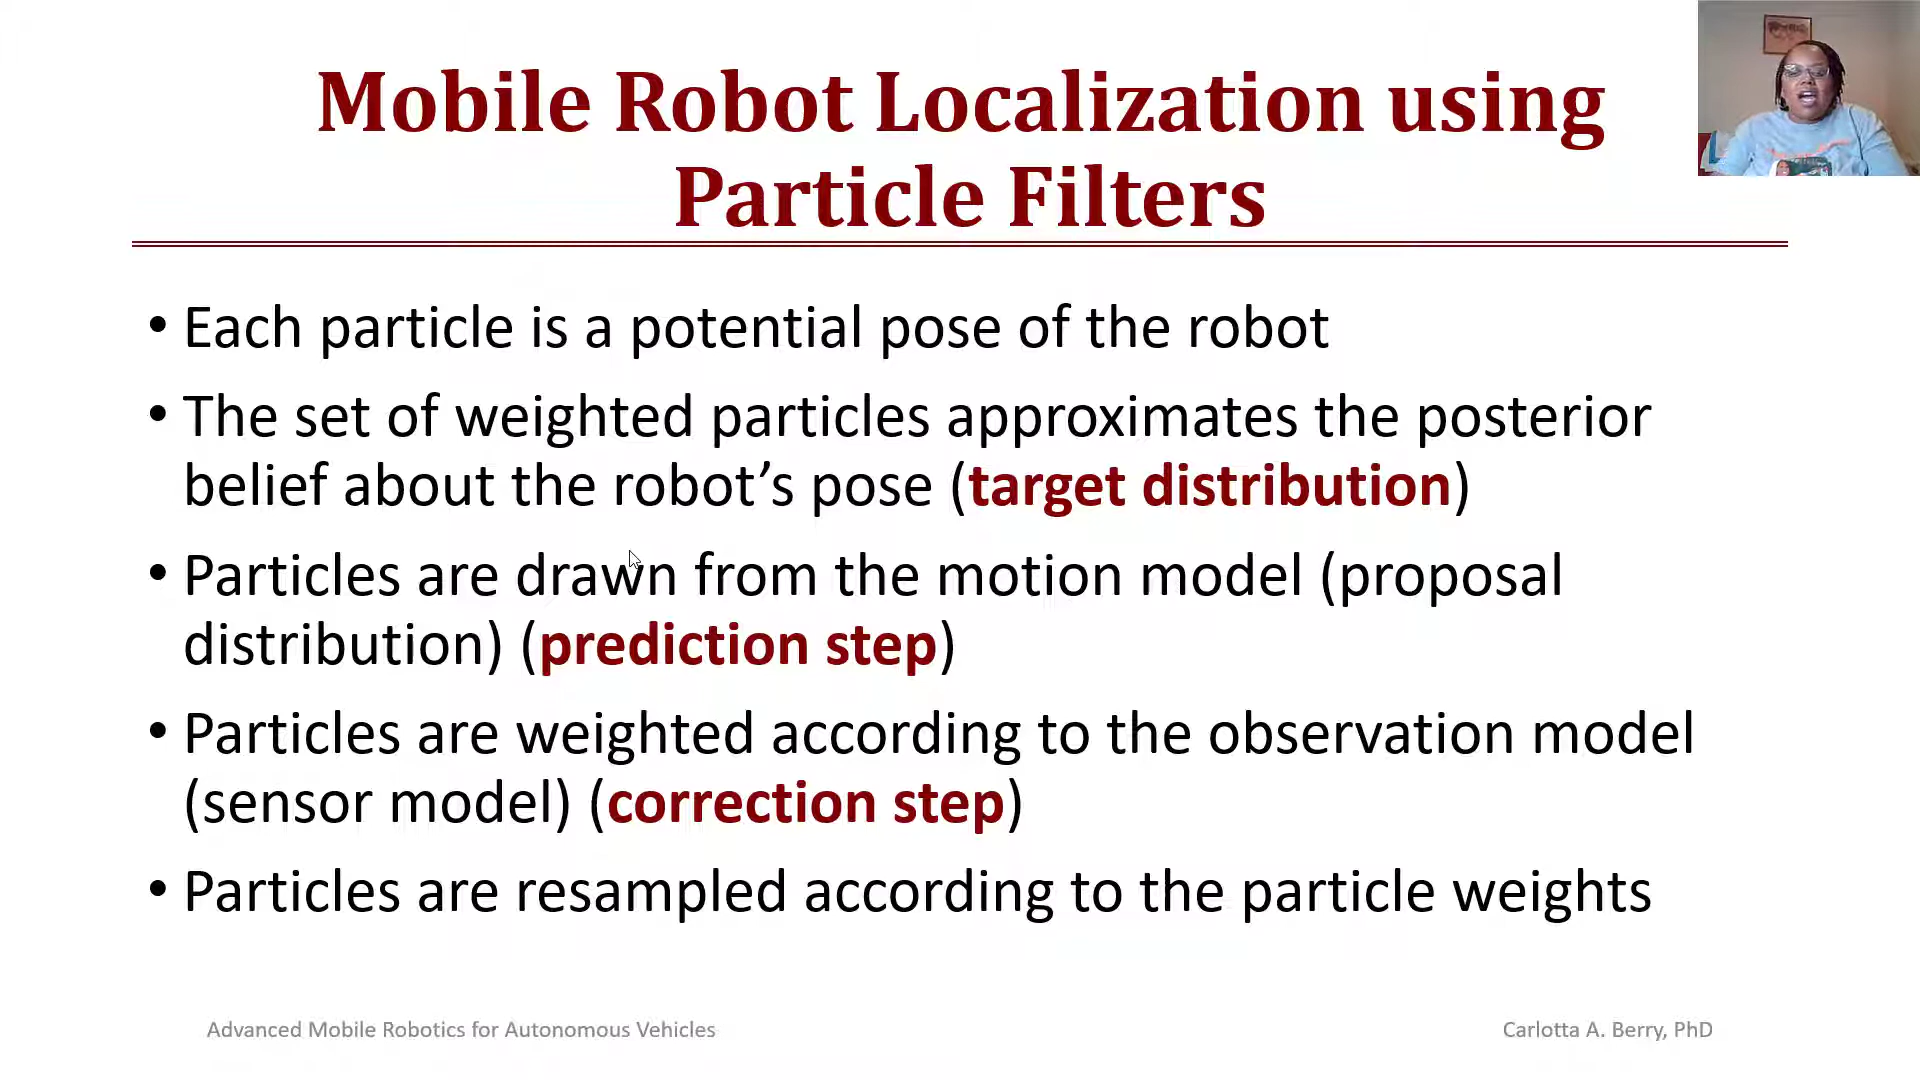 Mobile Robot Localization using
Particle Filters
• Each particle is a potential pose of the robot
• The set of weighted particles approximates the posterior
belief about the robot’s pose (target distribution)
• Particles are drawn from the motion model (proposal
distribution) (prediction step)
• Particles are weighted according to the observation model
(sensor model) (correction step)
• Particles are resampled according to the particle weights
Advanced Mobile Robotics for Autonomous Vehicles
Carlotta A. Berry, PhD